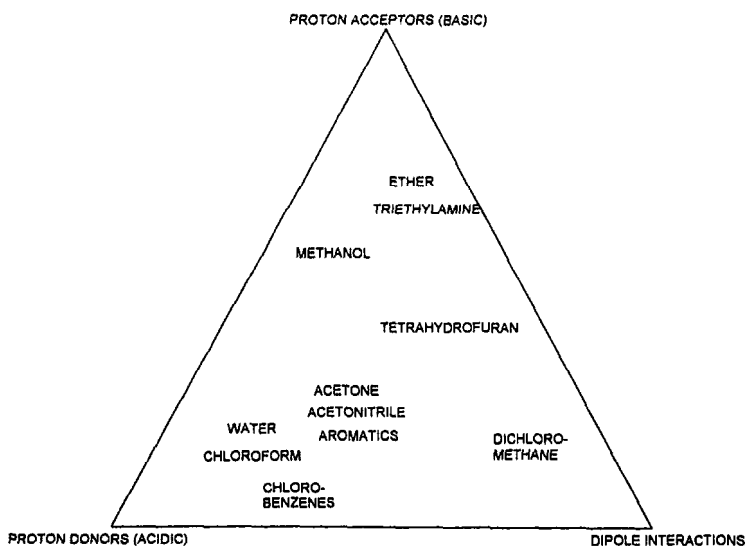 PROTON ACCEPTORS (BASIC)
ETHER
TRIETHYLAMINE
METHANOL
TETRAHYDROFURAN
ACETONE
ACETONITRILE
WATER
AROMATICS
CHLOROFORM
DICHLORO-
METHANE
CHLORO-
BENZENES
PROTON DONORS (ACIDIC)
DIPOLE INTERACTIONS